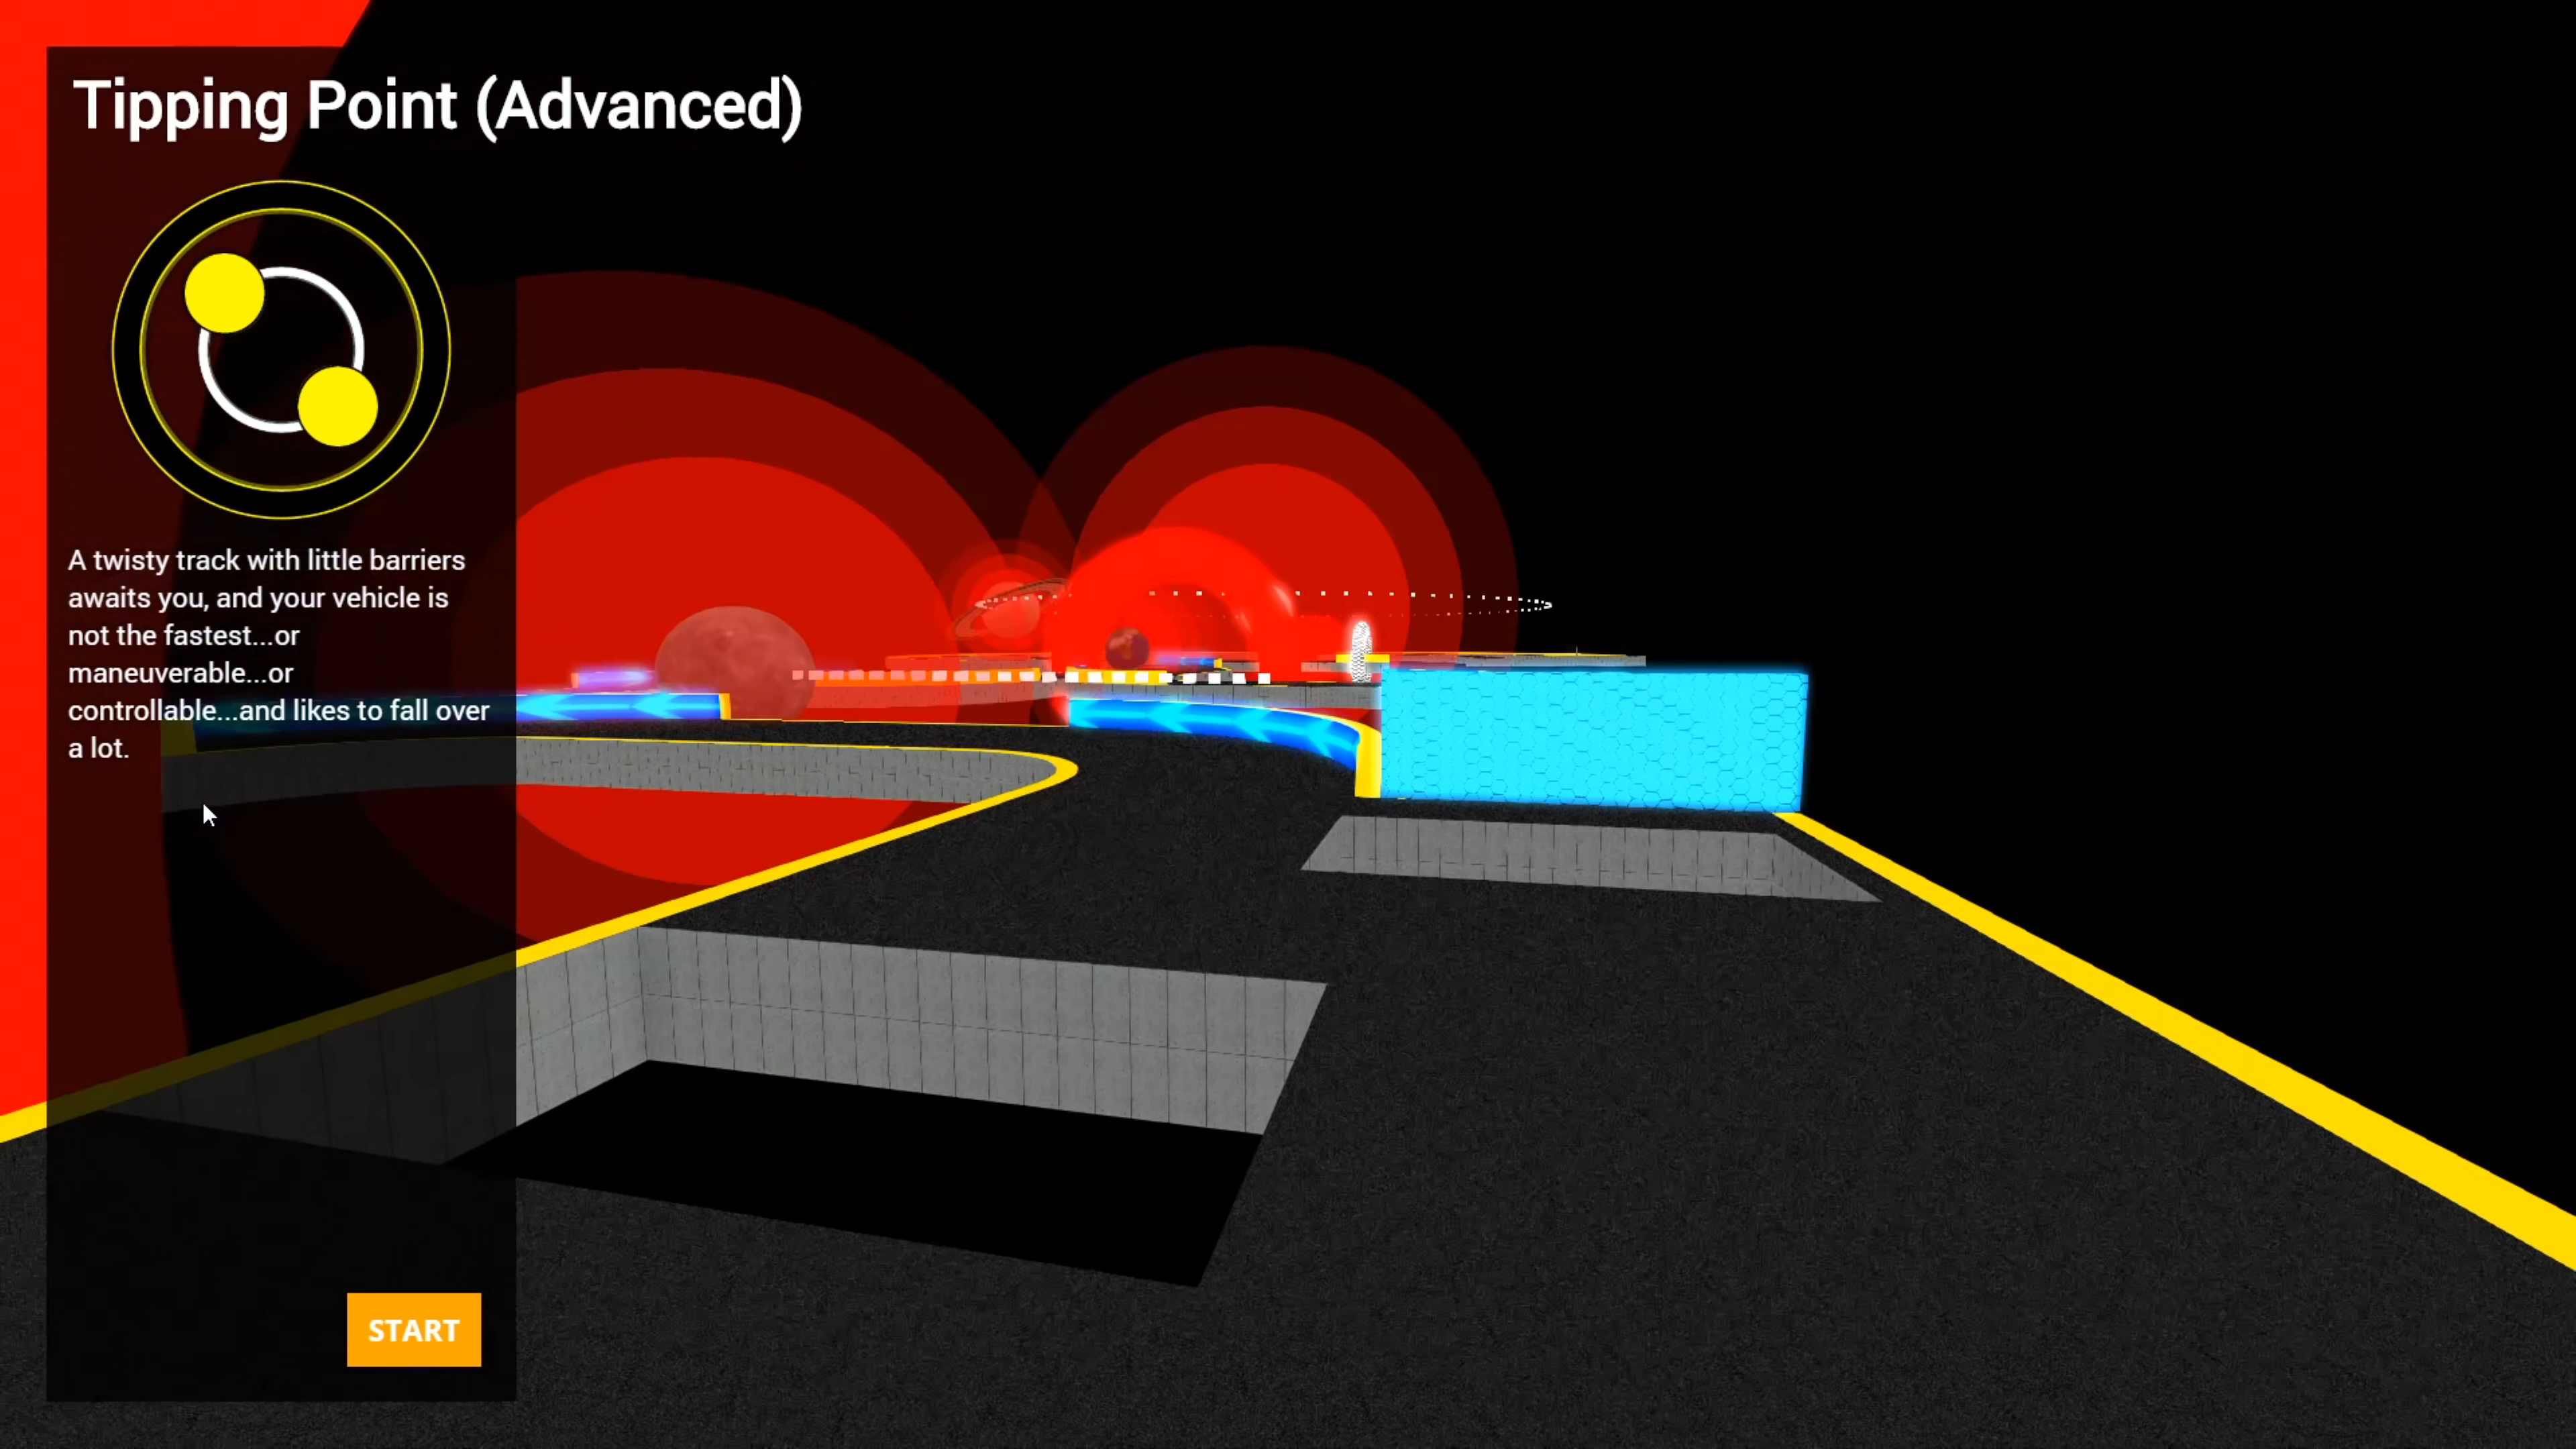 Tipping Point (Advanced)
A twisty track with little barriers
awaits you, and your vehicle is
not the fastest...or
maneuverable...or
controllable...and likes to fall over
a lot.
START